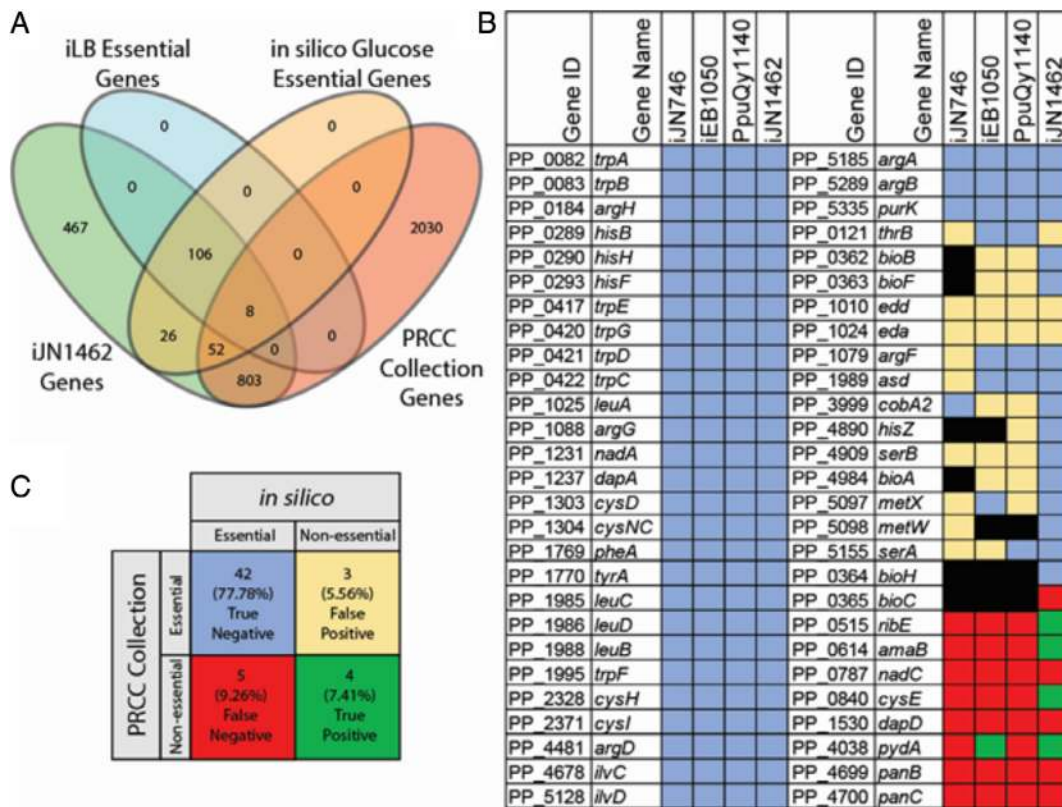 A
iLB Essential Genes
in silico Glucose Essential Genes
0
0
0
0
0
467
106
0
2030
8
26
52
0
0
803
iJN1462 Genes
PRCC Collection Genes
B
Gene ID Gene Name iJN746 iEB1050 PpuQy1140 iJN1462 Gene ID Gene Name iJN746 iEB1050 PpuQy1140 iJN1462
PP_0082 trpA PP_5185 argA
PP_0083 trpB PP_5289 argB
PP_0184 argH PP_5335 purK
PP_0289 hisB PP_0121 thrB
PP_0290 hisH PP_0362 bioB
PP_0293 hisF PP_0363 bioF
PP_0417 trpE PP_1010 edd
PP_0420 trpG PP_1024 eda
PP_0421 trpD PP_1079 argF
PP_0422 trpC PP_1989 asd
PP_1025 leuA PP_3999 cobA2
PP_1088 argG PP_4890 hisZ
PP_1231 nadA PP_4909 serB
PP_1237 dapA PP_4984 bioA
PP_1303 cysD PP_5097 metX
PP_1304 cysNC PP_5098 metW
PP_1769 pheA PP_5155 serA
PP_1770 tyrA PP_0364 bioH
PP_1985 leuC PP_0365 bioC
PP_1986 leuD PP_0515 ribE
PP_1988 leuB PP_0614 amaB
PP_1995 trpF PP_0787 nadC
PP_2328 cysH PP_0840 cysE
PP_2371 cysI PP_1530 dapD
PP_4481 argD PP_4038 pydA
PP_4678 ilvC PP_4699 panB
PP_5128 ilvD PP_4700 panC
C
in silico
Essential Non-essential
PRCC Collection
Essential
42 (77.78%) True Negative
3 (5.56%) False Positive
Non-essential
5 (9.26%) False Negative
4 (7.41%) True Positive